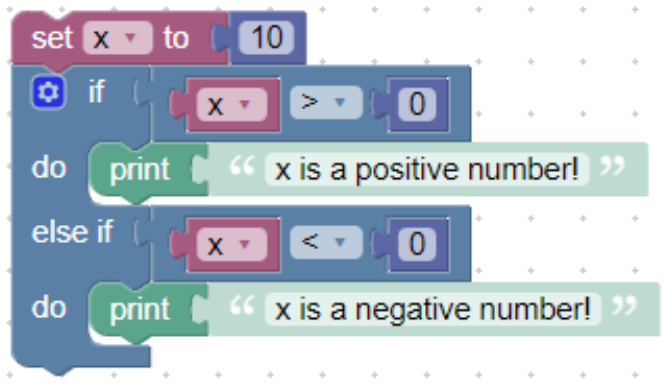 set x to 10
if x > 0
do print “ x is a positive number! ”
else if x < 0
do print “ x is a negative number! ”